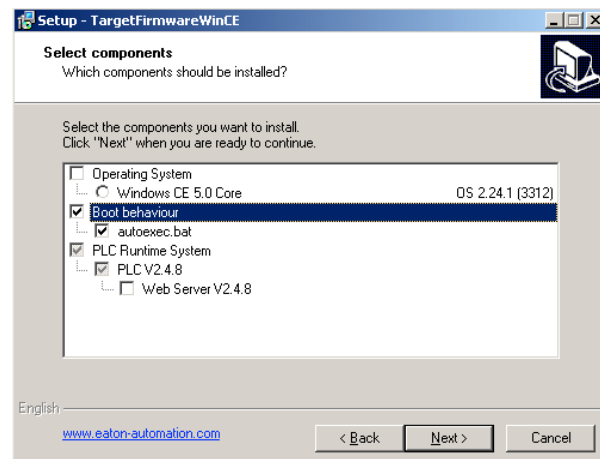 Setup - TargetFirmwareWinCE
Select components
Which components should be installed?
Select the components you want to install.
Click "Next" when you are ready to continue.
Operating System
Windows CE 5.0 Core OS 2.24.1 (3312)
Boot behaviour
autoexec.bat
PLC Runtime System
PLC V2.4.8
Web Server V2.4.8
English
www.eaton-automation.com
< Back Next > Cancel